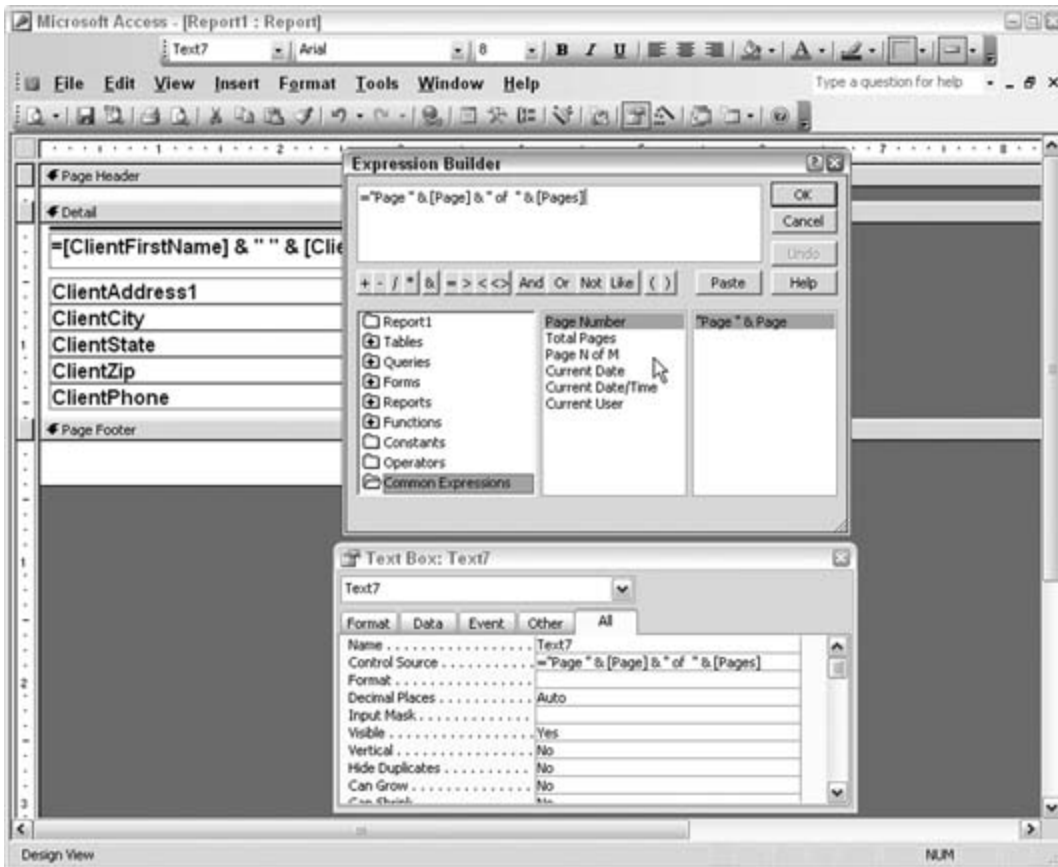 Microsoft Access - [Report1 : Report]
Text7 Arial 8 B I U A
File Edit View Insert Format Tools Window Help Type a question for help
Page Header
Detail
=[ClientFirstName] & " " & [Clie
ClientAddress1
ClientCity
ClientState
ClientZip
ClientPhone
Page Footer
Expression Builder
="Page " & [Page] & " of  " & [Pages]
OK
Cancel
Undo
+ - / * & = > < <> And Or Not Like ( ) Paste Help
Report1
Tables
Queries
Forms
Reports
Functions
Constants
Operators
Common Expressions
Page Number
Total Pages
Page N of M
Current Date
Current Date/Time
Current User
"Page " & Page
Text Box: Text7
Text7
Format Data Event Other All
Name . . . . . . . . . . . . . . . . . Text7
Control Source . . . . . . . . . . ="Page " & [Page] & " of  " & [Pages]
Format . . . . . . . . . . . . . . . .
Decimal Places . . . . . . . . . . Auto
Input Mask . . . . . . . . . . . . .
Visible . . . . . . . . . . . . . . . . Yes
Vertical . . . . . . . . . . . . . . . No
Hide Duplicates . . . . . . . . . No
Can Grow . . . . . . . . . . . . . . No
Can Shrink No
Design View NUM